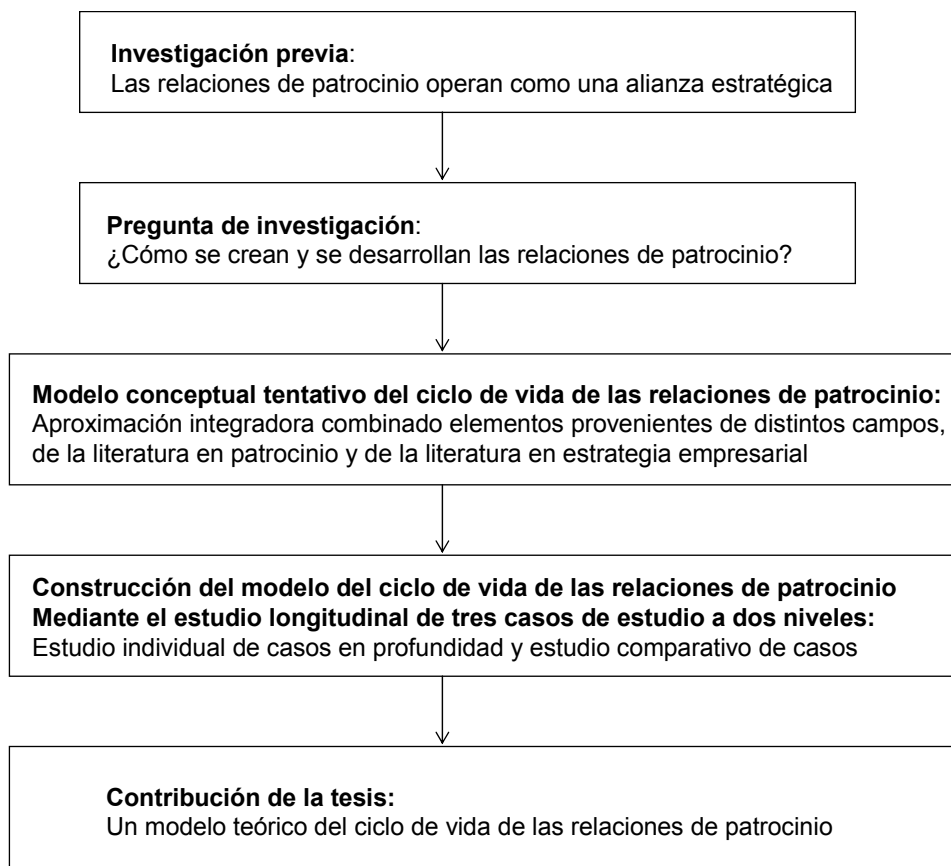 Investigación previa:
Las relaciones de patrocinio operan como una alianza estratégica
Pregunta de investigación:
¿Cómo se crean y se desarrollan las relaciones de patrocinio?
Modelo conceptual tentativo del ciclo de vida de las relaciones de patrocinio:
Aproximación integradora combinado elementos provenientes de distintos campos,
de la literatura en patrocinio y de la literatura en estrategia empresarial
Construcción del modelo del ciclo de vida de las relaciones de patrocinio
Mediante el estudio longitudinal de tres casos de estudio a dos niveles:
Estudio individual de casos en profundidad y estudio comparativo de casos
Contribución de la tesis:
Un modelo teórico del ciclo de vida de las relaciones de patrocinio